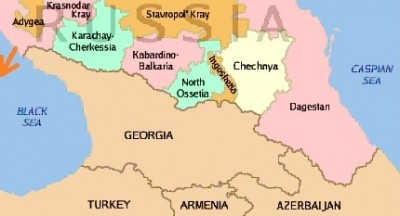 Krasnodar
Kray
Adygea
Stavropol' Kray
RUSSIA
Karachay-
Cherkessia
Kabardino-
Balkaria
Ingushetia
Chechnya
North
Ossetia
CASPIAN
SEA
Dagestan
BLACK
SEA
GEORGIA
TURKEY
ARMENIA
AZERBAIJAN